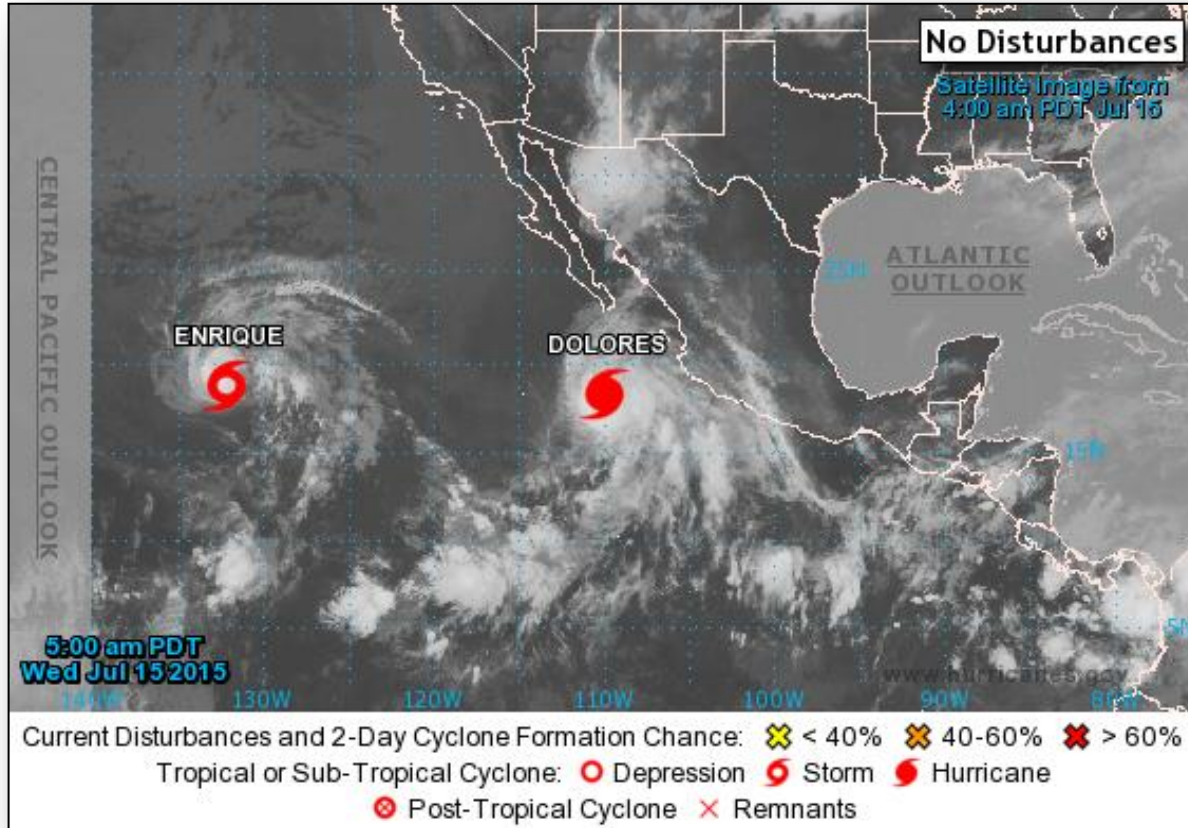 No Disturbances
Satellite Image from
4:00 am PDT Jul 15
CENTRAL PACIFIC OUTLOOK
ATLANTIC
OUTLOOK
25N
ENRIQUE
DOLORES
15N
5N
5:00 am PDT
Wed Jul 15 2015
www.hurricanes.gov
140W 130W 120W 110W 100W 90W 80W
Current Disturbances and 2-Day Cyclone Formation Chance: < 40% 40-60% > 60%
Tropical or Sub-Tropical Cyclone: Depression Storm Hurricane
Post-Tropical Cyclone Remnants